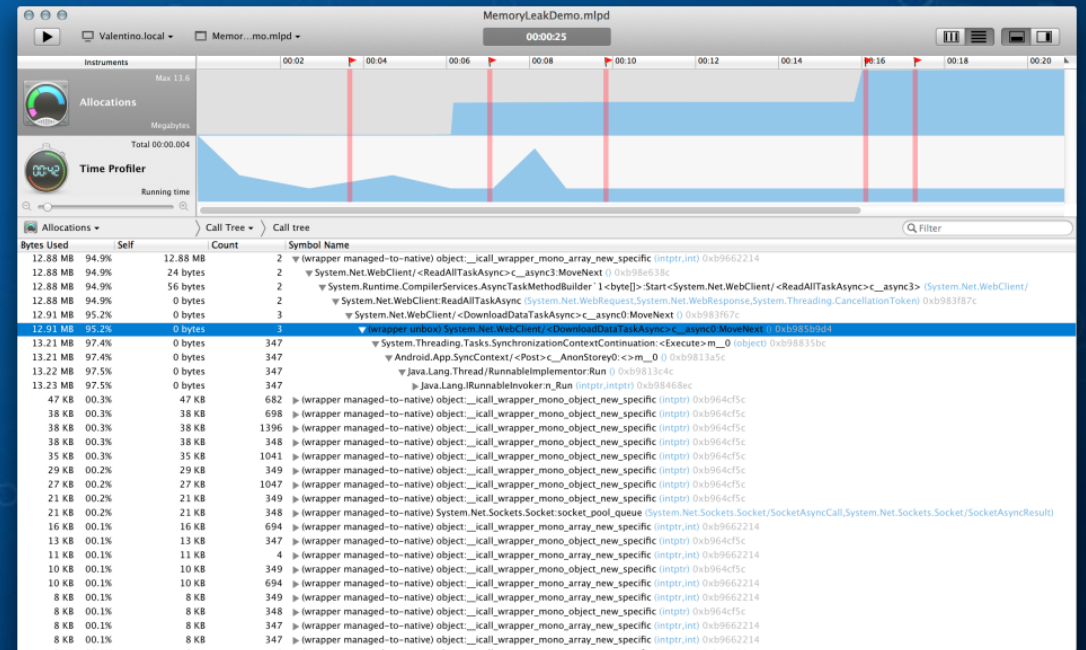 MemoryLeakDemo.mlpd
Valentino.local Memor...mo.mlpd 00:00:25
Instruments 00:02 00:04 00:06 00:08 00:10 00:12 00:14 00:16 00:18 00:20
Max 13.6
Allocations
Megabytes
Total 00:00.004
00:42 Time Profiler
Running time
Allocations Call Tree Call tree Filter
Bytes Used Self Count Symbol Name
12.88 MB 94.9% 12.88 MB 2 (wrapper managed-to-native) object:__icall_wrapper_mono_array_new_specific (intptr,int) 0xb9662214
12.88 MB 94.9% 24 bytes 2 System.Net.WebClient/<ReadAllTaskAsync>c__async3:MoveNext () 0xb98e638c
12.88 MB 94.9% 56 bytes 2 System.Runtime.CompilerServices.AsyncTaskMethodBuilder`1<byte[]>:Start<System.Net.WebClient/<ReadAllTaskAsync>c__async3> (System.Net.WebClient/
12.88 MB 94.9% 0 bytes 2 System.Net.WebClient:ReadAllTaskAsync (System.Net.WebRequest,System.Net.WebResponse,System.Threading.CancellationToken) 0xb983f87c
12.91 MB 95.2% 0 bytes 3 System.Net.WebClient/<DownloadDataTaskAsync>c__async0:MoveNext () 0xb983f67c
12.91 MB 95.2% 0 bytes 3 (wrapper unbox) System.Net.WebClient/<DownloadDataTaskAsync>c__async0:MoveNext () 0xb985b9d4
13.21 MB 97.4% 0 bytes 347 System.Threading.Tasks.SynchronizationContextContinuation:<Execute>m__0 (object) 0xb98835bc
13.21 MB 97.4% 0 bytes 347 Android.App.SyncContext/<Post>c__AnonStorey0:<>m__0 () 0xb9813a5c
13.22 MB 97.5% 0 bytes 347 Java.Lang.Thread/RunnableImplementor:Run () 0xb9813c4c
13.23 MB 97.5% 0 bytes 347 Java.Lang.IRunnableInvoker:n_Run (intptr,intptr) 0xb98468ec
47 KB 00.3% 47 KB 682 (wrapper managed-to-native) object:__icall_wrapper_mono_object_new_specific (intptr) 0xb964cf5c
38 KB 00.3% 38 KB 698 (wrapper managed-to-native) object:__icall_wrapper_mono_object_new_specific (intptr) 0xb964cf5c
38 KB 00.3% 38 KB 1396 (wrapper managed-to-native) object:__icall_wrapper_mono_object_new_specific (intptr) 0xb964cf5c
38 KB 00.3% 38 KB 348 (wrapper managed-to-native) object:__icall_wrapper_mono_object_new_specific (intptr) 0xb964cf5c
35 KB 00.3% 35 KB 1041 (wrapper managed-to-native) object:__icall_wrapper_mono_object_new_specific (intptr) 0xb964cf5c
29 KB 00.2% 29 KB 349 (wrapper managed-to-native) object:__icall_wrapper_mono_object_new_specific (intptr) 0xb964cf5c
27 KB 00.2% 27 KB 1047 (wrapper managed-to-native) object:__icall_wrapper_mono_object_new_specific (intptr) 0xb964cf5c
21 KB 00.2% 21 KB 349 (wrapper managed-to-native) object:__icall_wrapper_mono_object_new_specific (intptr) 0xb964cf5c
21 KB 00.2% 21 KB 348 (wrapper managed-to-native) System.Net.Sockets.Socket:socket_pool_queue (System.Net.Sockets.Socket/SocketAsyncCall,System.Net.Sockets.Socket/SocketAsyncResult)
16 KB 00.1% 16 KB 694 (wrapper managed-to-native) object:__icall_wrapper_mono_array_new_specific (intptr,int) 0xb9662214
13 KB 00.1% 13 KB 347 (wrapper managed-to-native) object:__icall_wrapper_mono_object_new_specific (intptr) 0xb964cf5c
11 KB 00.1% 11 KB 4 (wrapper managed-to-native) object:__icall_wrapper_mono_array_new_specific (intptr,int) 0xb9662214
10 KB 00.1% 10 KB 349 (wrapper managed-to-native) object:__icall_wrapper_mono_object_new_specific (intptr) 0xb964cf5c
10 KB 00.1% 10 KB 694 (wrapper managed-to-native) object:__icall_wrapper_mono_array_new_specific (intptr,int) 0xb9662214
8 KB 00.1% 8 KB 349 (wrapper managed-to-native) object:__icall_wrapper_mono_array_new_specific (intptr,int) 0xb9662214
8 KB 00.1% 8 KB 348 (wrapper managed-to-native) object:__icall_wrapper_mono_object_new_specific (intptr) 0xb964cf5c
8 KB 00.1% 8 KB 347 (wrapper managed-to-native) object:__icall_wrapper_mono_array_new_specific (intptr,int) 0xb9662214
8 KB 00.1% 8 KB 347 (wrapper managed-to-native) object:__icall_wrapper_mono_array_new_specific (intptr,int) 0xb9662214